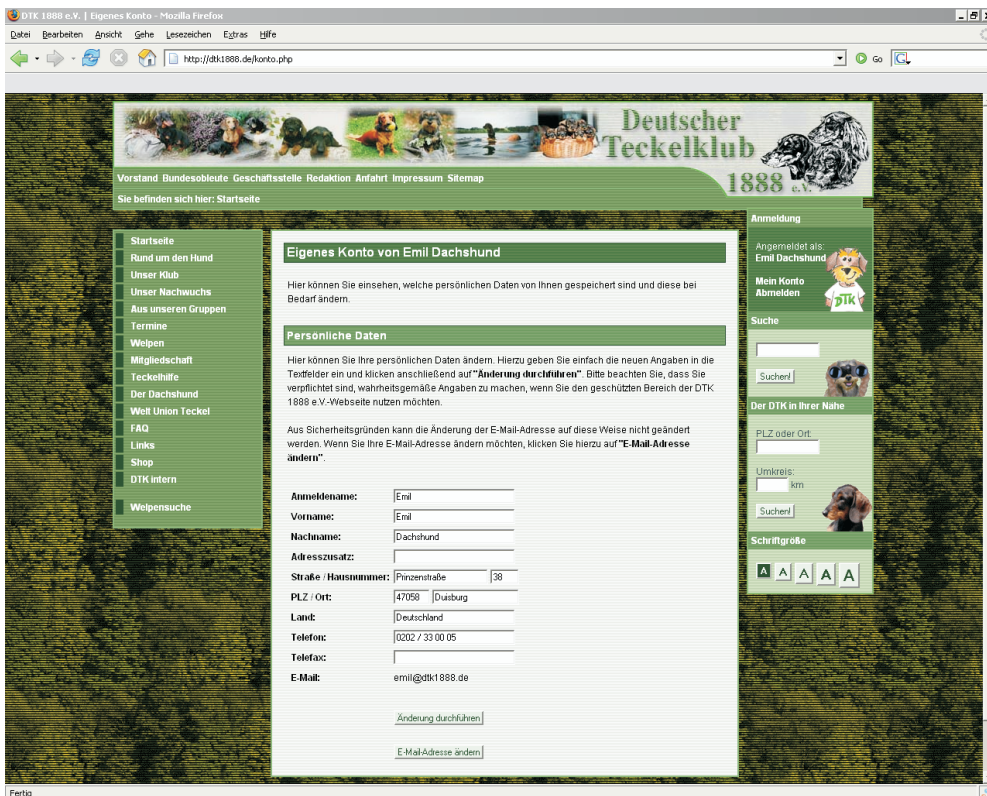 DTK 1888 e.V. | Eigenes Konto - Mozilla Firefox
Datei Bearbeiten Ansicht Gehe Lesezeichen Extras Hilfe
http://dtk1888.de/konto.php
Go
G
Deutscher
Teckelklub
1888 e.V.
Vorstand Bundesobleute Geschäftsstelle Redaktion Anfahrt Impressum Sitemap
Sie befinden sich hier: Startseite
Startseite
Rund um den Hund
Unser Klub
Unser Nachwuchs
Aus unseren Gruppen
Termine
Welpen
Mitgliedschaft
Teckelhilfe
Der Dachshund
Welt Union Teckel
FAQ
Links
Shop
DTK intern
Welpensuche
Eigenes Konto von Emil Dachshund
Hier können Sie einsehen, welche persönlichen Daten von Ihnen gespeichert sind und diese bei
Bedarf ändern.
Persönliche Daten
Hier können Sie Ihre persönlichen Daten ändern. Hierzu geben Sie einfach die neuen Angaben in die
Textfelder ein und klicken anschließend auf "Änderung durchführen". Bitte beachten Sie, dass Sie
verpflichtet sind, wahrheitsgemäße Angaben zu machen, wenn Sie den geschützten Bereich der DTK
1888 e.V.-Webseite nutzen möchten.
Aus Sicherheitsgründen kann die Änderung der E-Mail-Adresse auf diese Weise nicht geändert
werden. Wenn Sie Ihre E-Mail-Adresse ändern möchten, klicken Sie hierzu auf "E-Mail-Adresse
ändern".
Anmeldename: Emil
Vorname: Emil
Nachname: Dachshund
Adresszusatz:
Straße / Hausnummer: Prinzenstraße 38
PLZ / Ort: 47058 Duisburg
Land: Deutschland
Telefon: 0202 / 33 00 05
Telefax:
E-Mail: emil@dtk1888.de
Änderung durchführen
E-Mail-Adresse ändern
Anmeldung
Angemeldet als:
Emil Dachshund
Mein Konto
Abmelden
DTK
Suche
Suchen!
Der DTK in Ihrer Nähe
PLZ oder Ort:
Umkreis:
km
Suchen!
Schriftgröße
A A A A A
Fertig